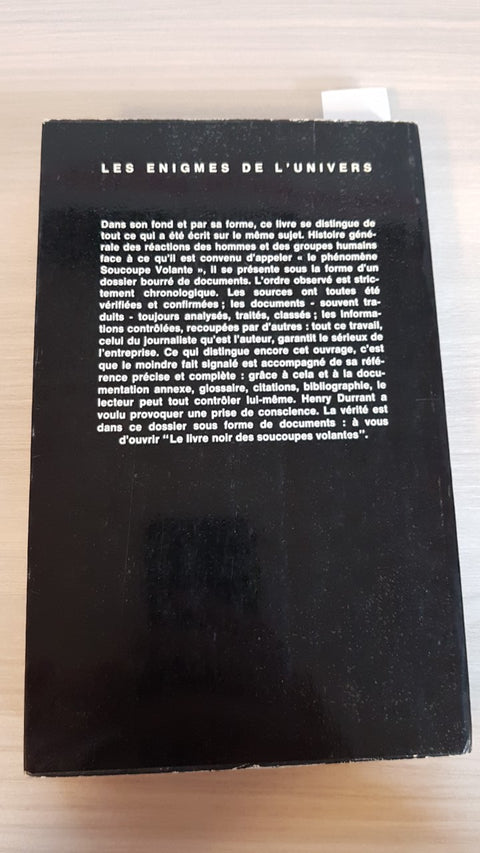 LES ENIGMES DE L'UNIVERS
Dans son fond et par sa forme, ce livre se distingue de
tout ce qui a été écrit sur le même sujet. Histoire géné-
rale des réactions des hommes et des groupes humains
face à ce qu'il est convenu d'appeler « le phénomène
Soucoupe Volante », il se présente sous la forme d'un
dossier bourré de documents. L'ordre observé est stric-
tement chronologique. Les sources ont toutes été
vérifiées et confirmées ; les documents - souvent tra-
duits - toujours analysés, traités, classés ; les informa-
tions contrôlées, recoupées par d'autres : tout ce travail,
celui du journaliste qu'est l'auteur, garantit le sérieux de
l'entreprise. Ce qui distingue encore cet ouvrage, c'est
que le moindre fait signalé est accompagné de sa réfé-
rence précise et complète : grâce à cela et à la docu-
mentation annexe, glossaire, citations, bibliographie, le
lecteur peut tout contrôler lui-même. Henry Durrant a
voulu provoquer une prise de conscience. La vérité est
dans ce dossier sous forme de documents : à vous
d'ouvrir "Le livre noir des soucoupes volantes".